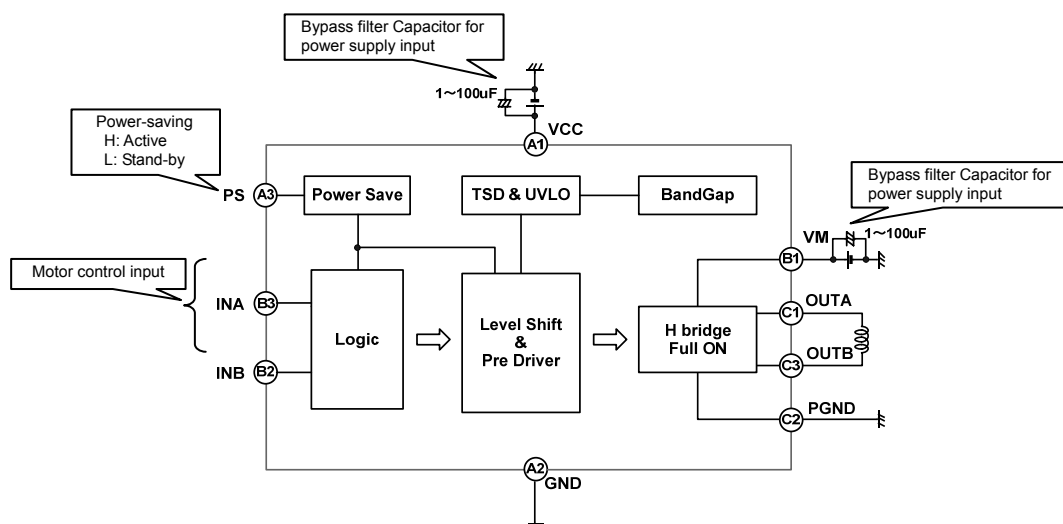 Bypass filter Capacitor for
power supply input
1～100uF
VCC
A1
Power-saving
H: Active
L: Stand-by
PS
A3
Power Save
TSD & UVLO
BandGap
Bypass filter Capacitor for
power supply input
VM
1～100uF
B1
Motor control input
INA
B3
INB
B2
Logic
Level Shift
&
Pre Driver
H bridge
Full ON
C1
OUTA
OUTB
C3
PGND
C2
A2
GND